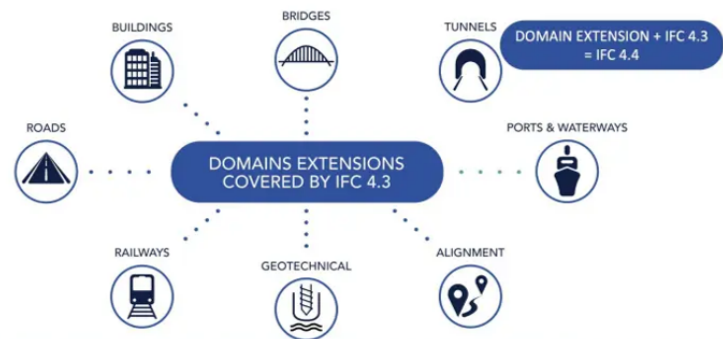 BRIDGES
BUILDINGS
TUNNELS
DOMAIN EXTENSION + IFC 4.3
= IFC 4.4
ROADS
PORTS & WATERWAYS
DOMAINS EXTENSIONS
COVERED BY IFC 4.3
RAILWAYS
GEOTECHNICAL
ALIGNMENT